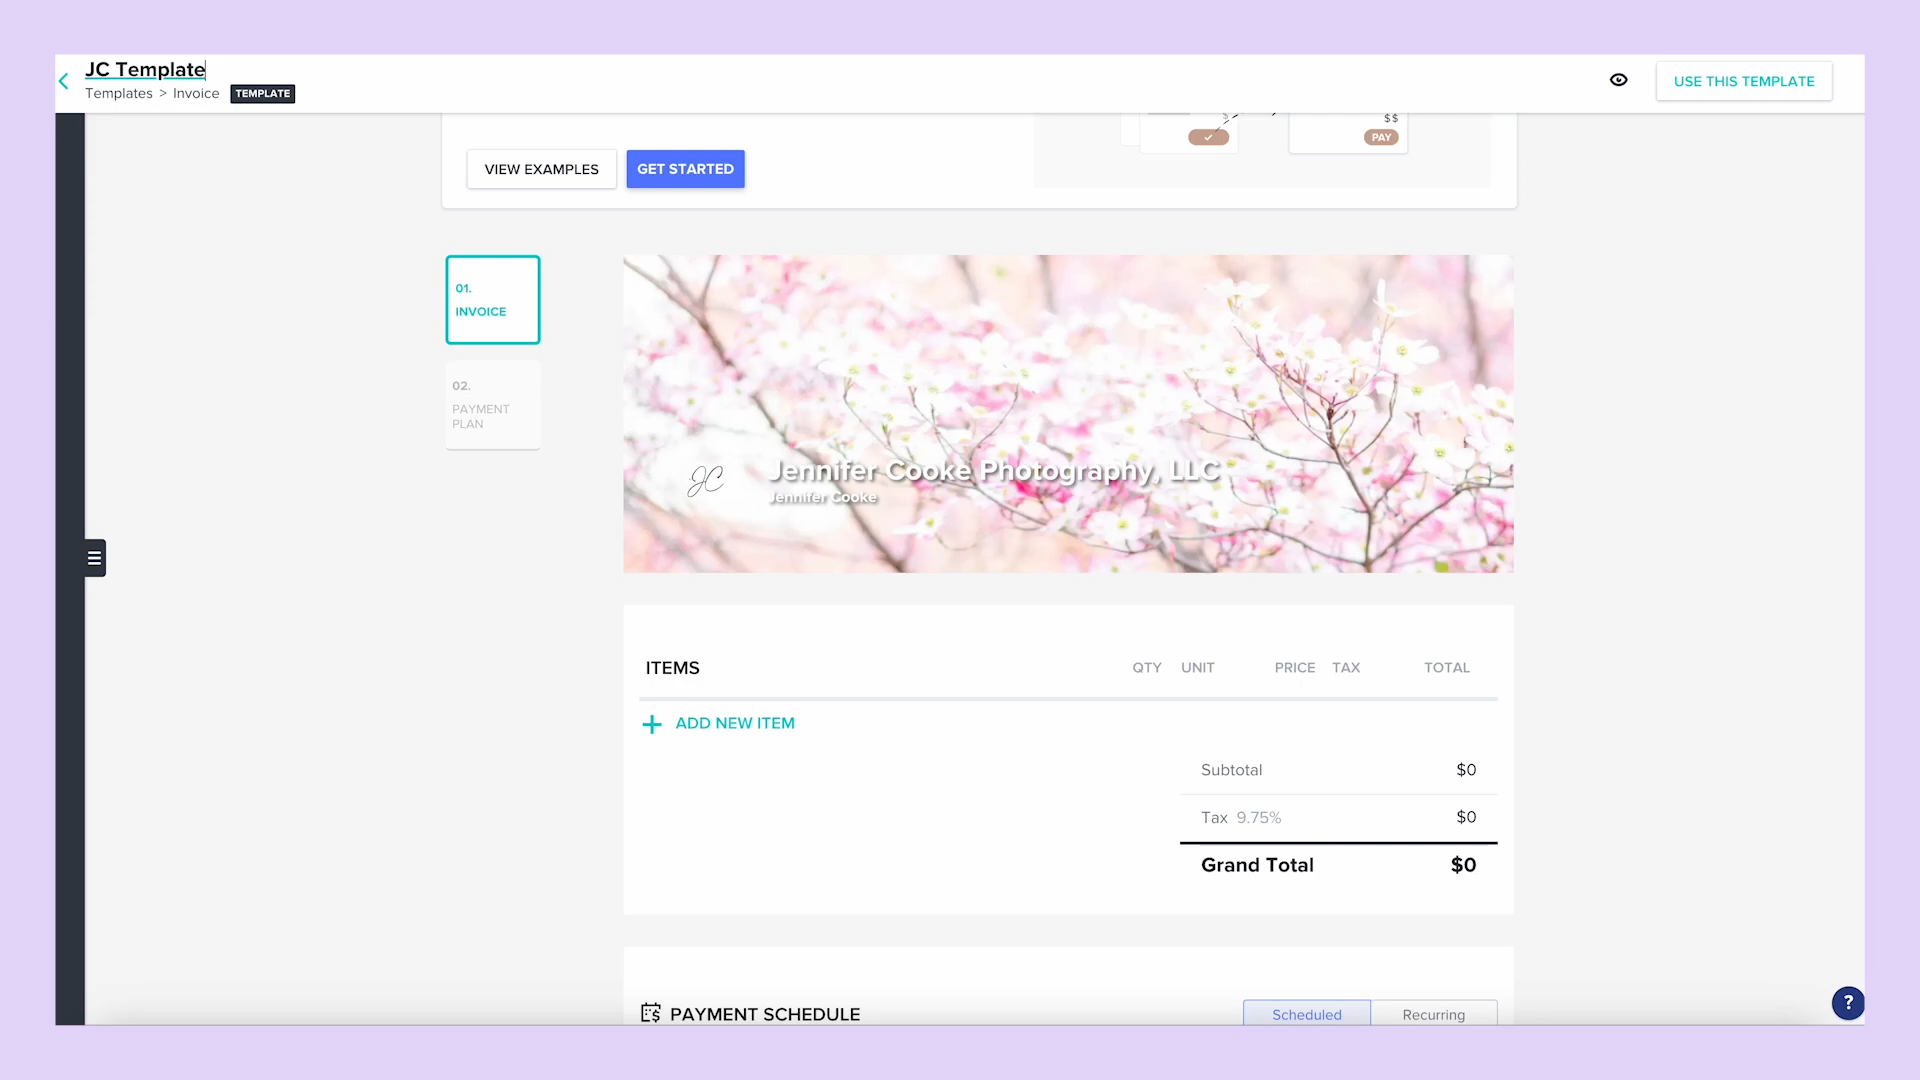 JC Template
Templates > Invoice TEMPLATE
USE THIS TEMPLATE
$
$$
PAY
VIEW EXAMPLES
GET STARTED
01.
INVOICE
02.
PAYMENT
PLAN
JC
Jennifer Cooke Photography, LLC
Jennifer Cooke
ITEMS QTY UNIT PRICE TAX TOTAL
+ ADD NEW ITEM
Subtotal $0
Tax 9.75% $0
Grand Total $0
PAYMENT SCHEDULE
Scheduled Recurring
?